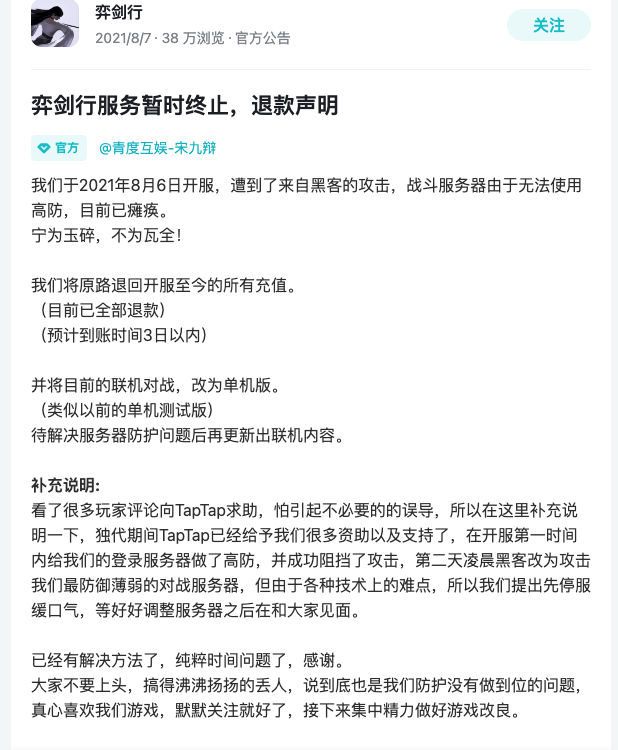 弈剑行
2021/8/7 · 38 万浏览 · 官方公告
关注
弈剑行服务暂时终止，退款声明
官方 @青度互娱-宋九辩
我们于2021年8月6日开服，遭到了来自黑客的攻击，战斗服务器由于无法使用
高防，目前已瘫痪。
宁为玉碎，不为瓦全！
我们将原路退回开服至今的所有充值。
（目前已全部退款）
（预计到账时间3日以内）
并将目前的联机对战，改为单机版。
（类似以前的单机测试版）
待解决服务器防护问题后再更新出联机内容。
补充说明:
看了很多玩家评论向TapTap求助，怕引起不必要的的误导，所以在这里补充说
明一下，独代期间TapTap已经给予我们很多资助以及支持了，在开服第一时间
内给我们的登录服务器做了高防，并成功阻挡了攻击，第二天凌晨黑客改为攻击
我们最防御薄弱的对战服务器，但由于各种技术上的难点，所以我们提出先停服
缓口气，等好好调整服务器之后在和大家见面。
已经有解决方法了，纯粹时间问题了，感谢。
大家不要上头，搞得沸沸扬扬的丢人，说到底也是我们防护没有做到位的问题，
真心喜欢我们游戏，默默关注就好了，接下来集中精力做好游戏改良。